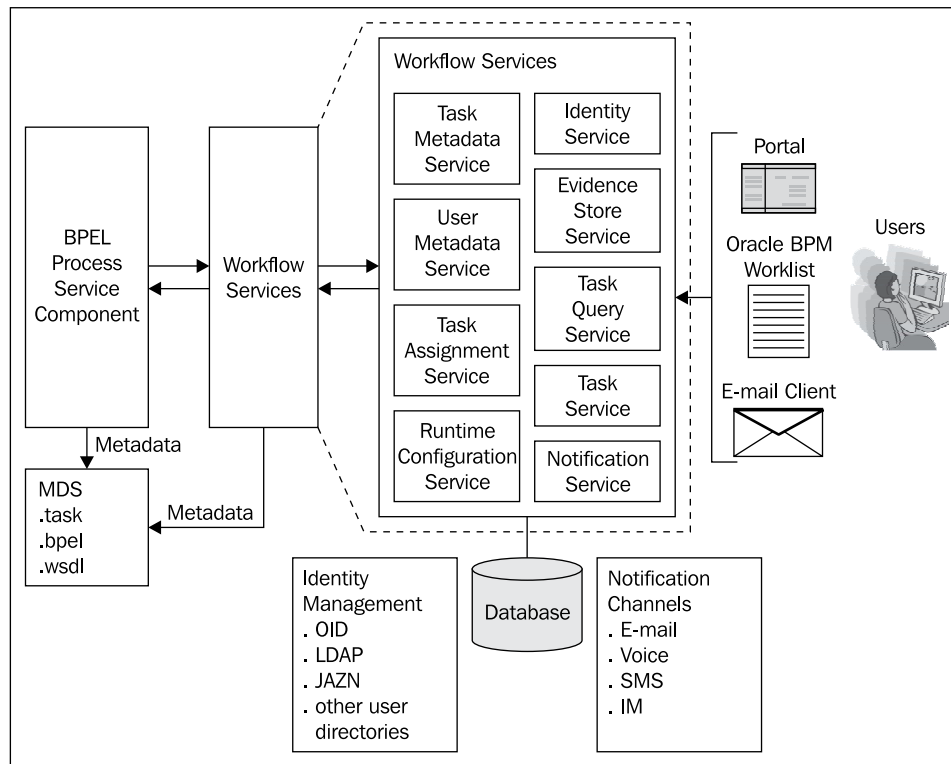 Workflow Services
Task
Metadata
Service
User
Metadata
Service
Task
Assignment
Service
Runtime
Configuration
Service
Identity
Service
Evidence
Store
Service
Task
Query
Service
Task
Service
Notification
Service
BPEL
Process
Service
Component
Workflow
Services
Portal
Oracle BPM
Worklist
E-mail Client
Users
Metadata
Metadata
MDS
.task
.bpel
.wsdl
Identity
Management
. OID
. LDAP
. JAZN
. other user
directories
Database
Notification
Channels
. E-mail
. Voice
. SMS
. IM